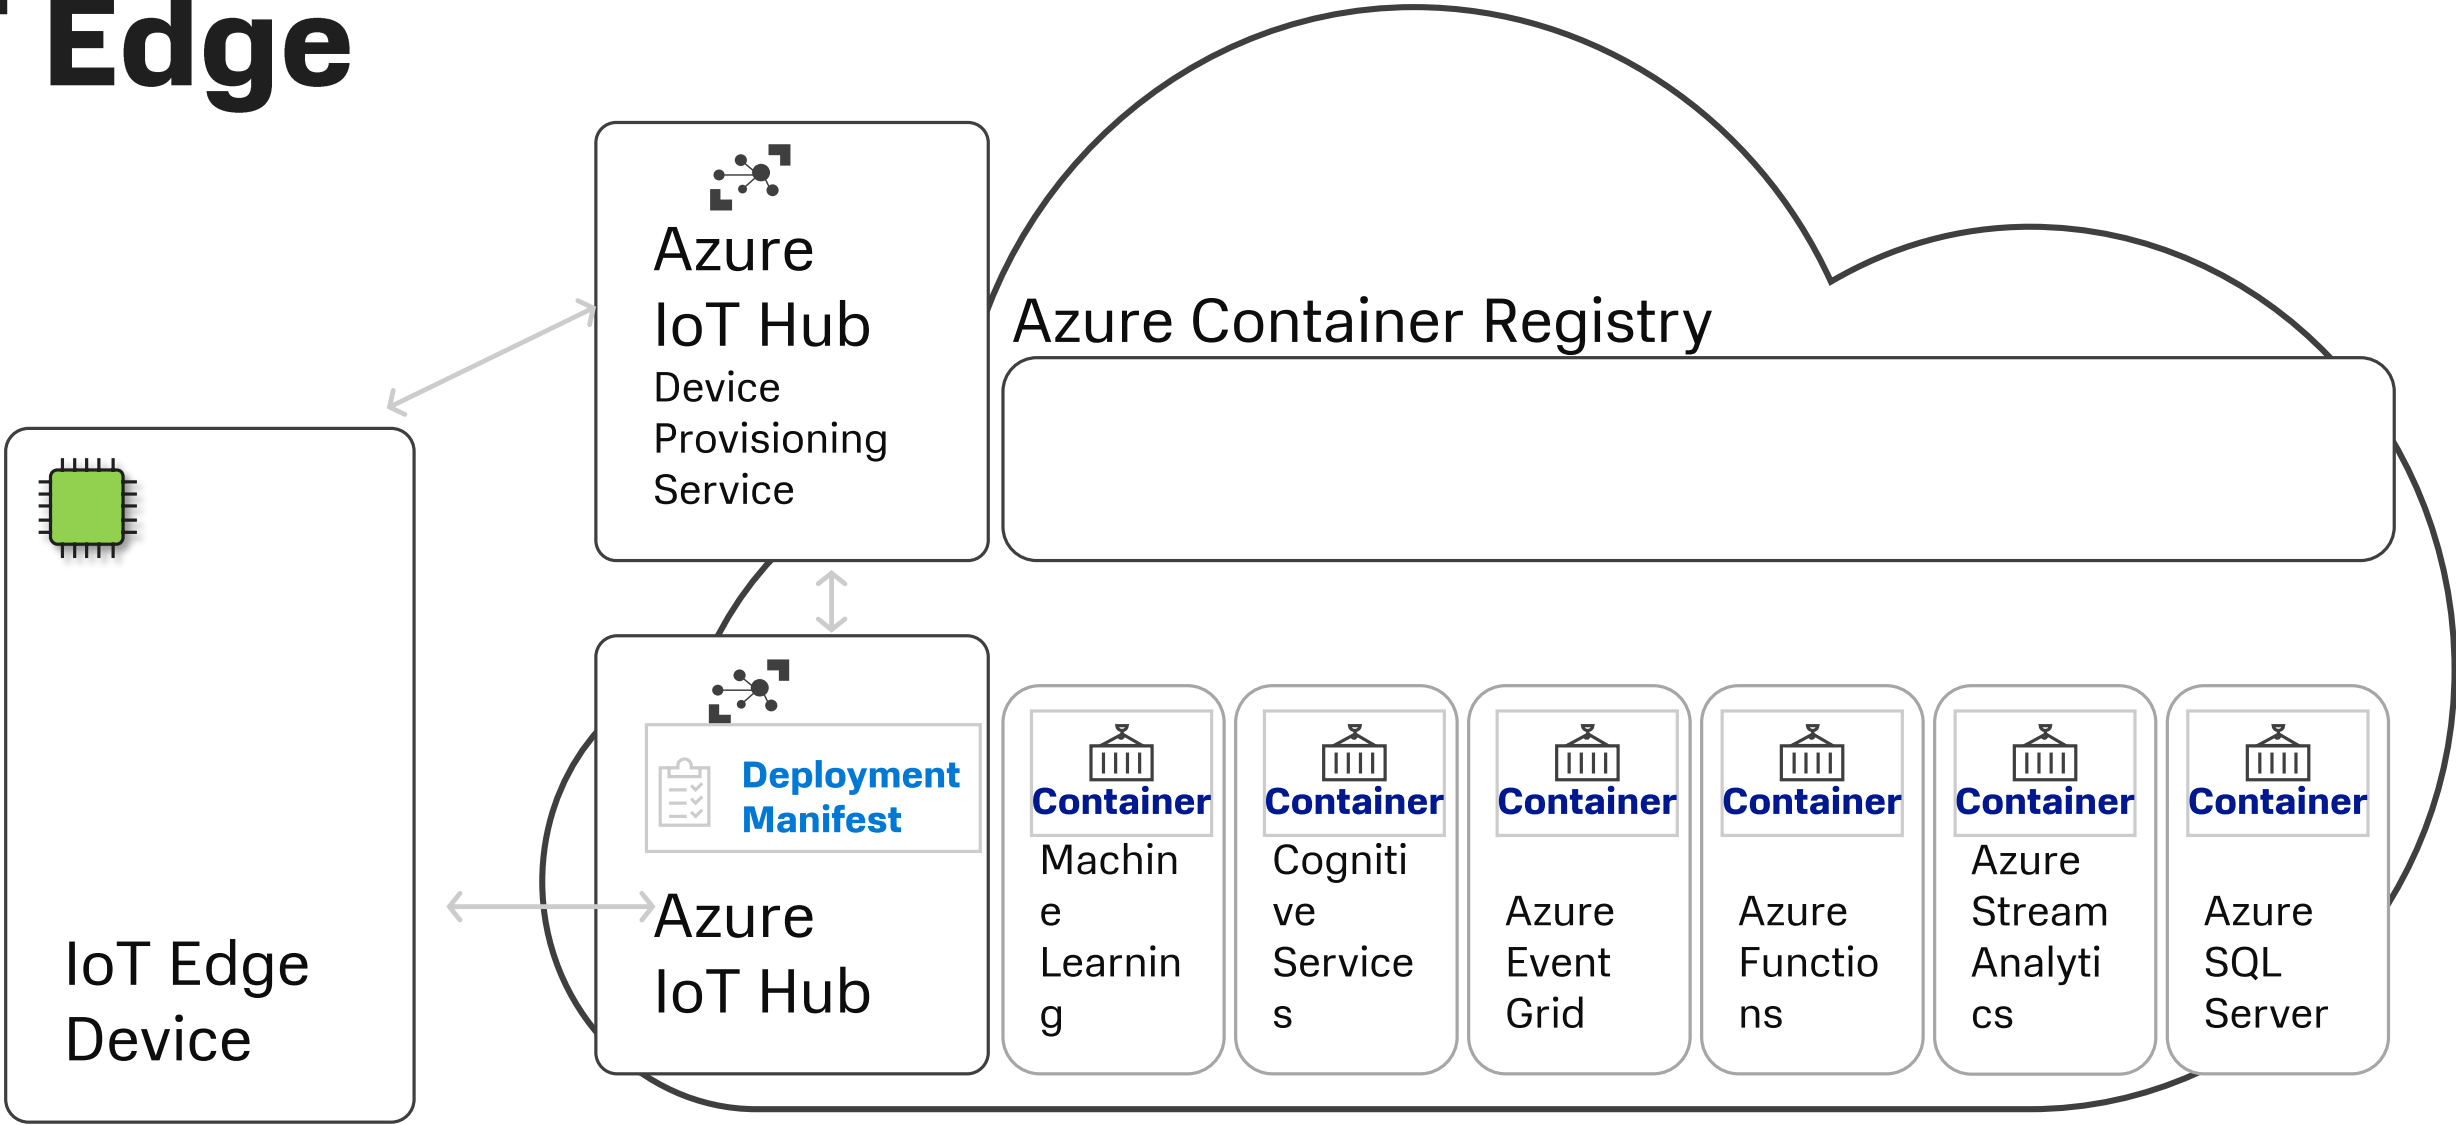 Edge
Azure
IoT Hub
Device
Provisioning
Service
Azure Container Registry
IoT Edge
Device
Deployment
Manifest
Azure
IoT Hub
Container
Machin
e
Learnin
g
Container
Cogniti
ve
Service
s
Container
Azure
Event
Grid
Container
Azure
Functio
ns
Container
Azure
Stream
Analyti
cs
Container
Azure
SQL
Server